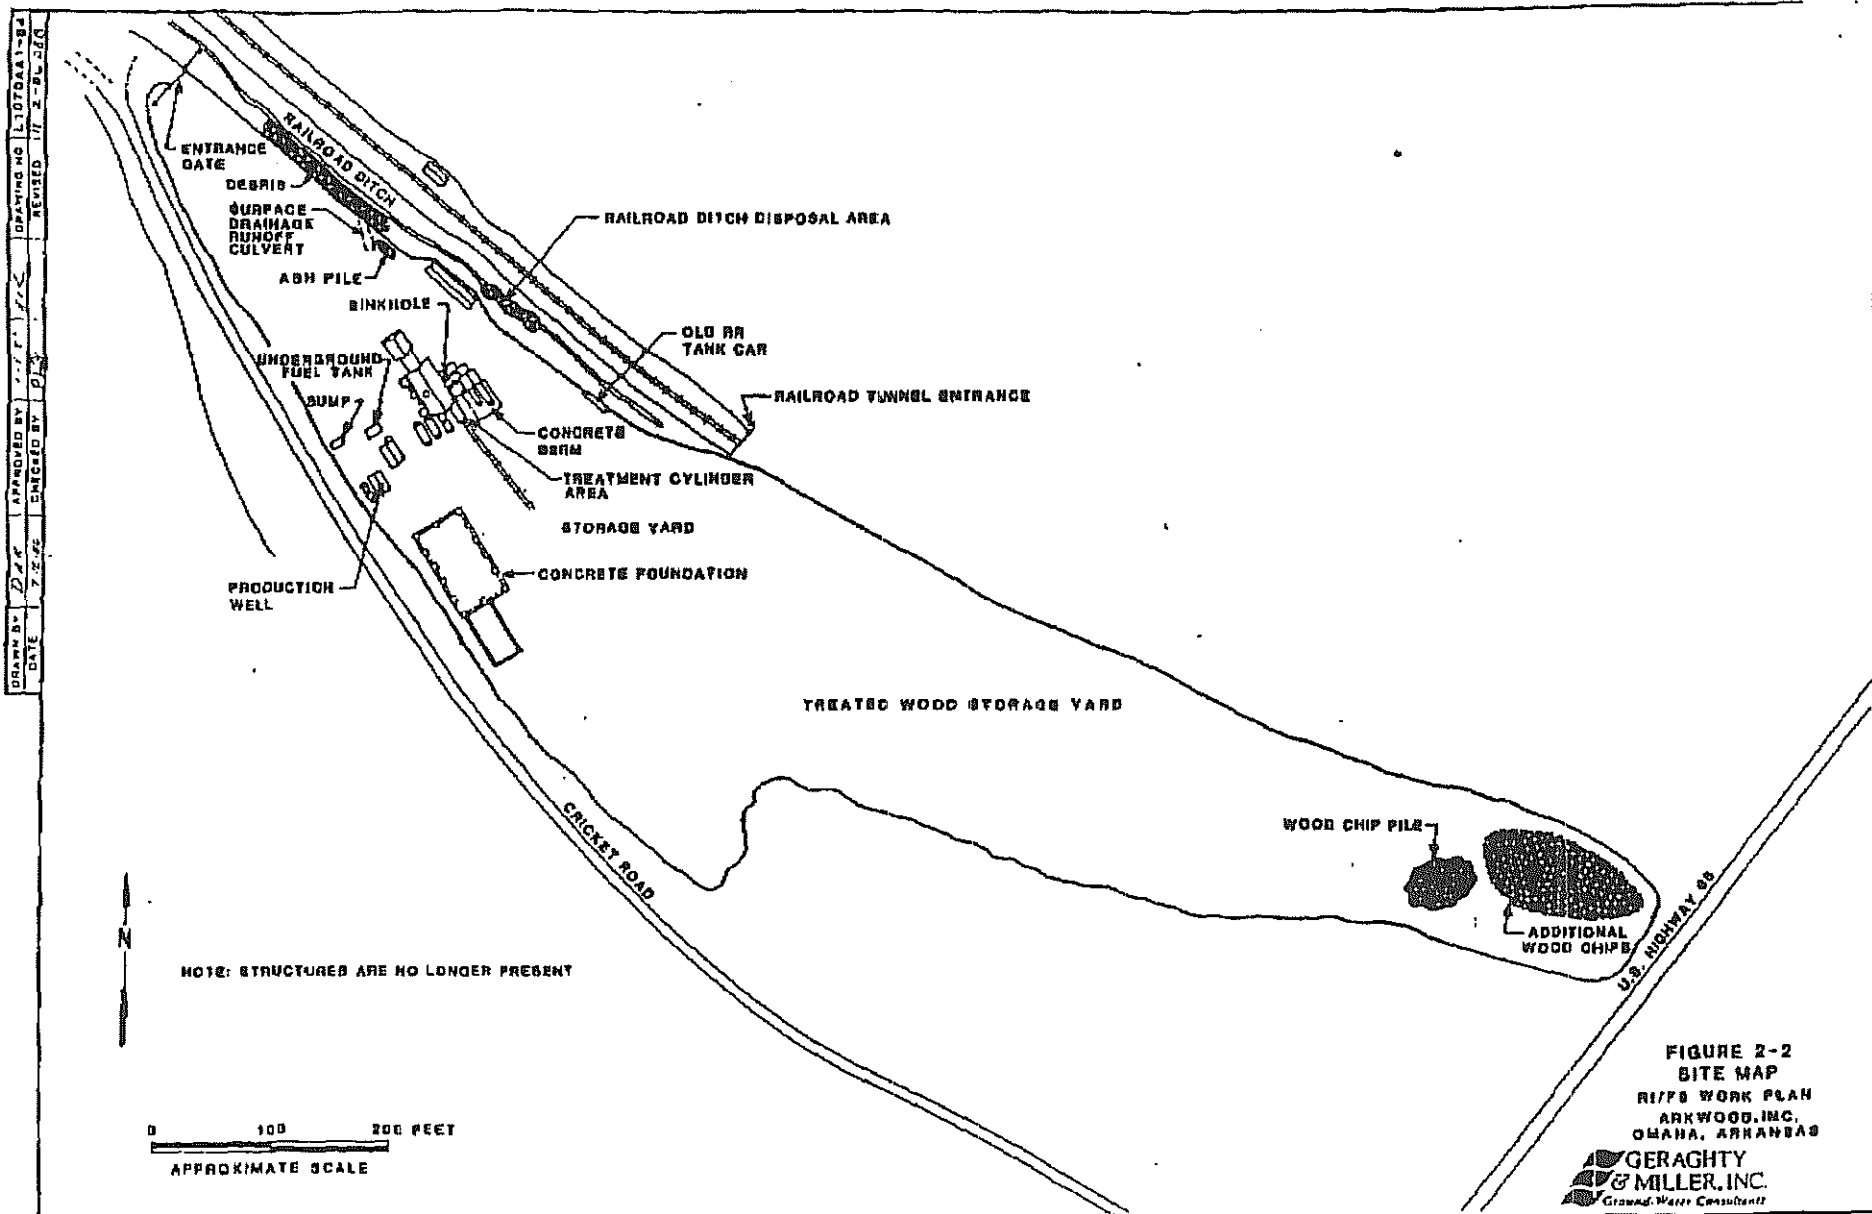 ENTRANCE
GATE
DEBRIS
SURFACE
DRAINAGE
RUNOFF
CULVERT
ASH PILE
SINKHOLE
UNDERGROUND
FUEL TANK
SUMP
PRODUCTION
WELL
RAILROAD DITCH
RAILROAD DITCH DISPOSAL AREA
OLD RR
TANK CAR
RAILROAD TUNNEL ENTRANCE
CONCRETE
BERM
TREATMENT CYLINDER
AREA
STORAGE YARD
CONCRETE FOUNDATION
TREATED WOOD STORAGE YARD
CRICKET ROAD
WOOD CHIP PILE
ADDITIONAL
WOOD CHIPS
U.S. HIGHWAY 65
N
NOTE: STRUCTURES ARE NO LONGER PRESENT
0 100 200 FEET
APPROXIMATE SCALE
FIGURE 2-2
SITE MAP
RI/FS WORK PLAN
ARKWOOD, INC.
OMAHA, ARKANSAS
GERAGHTY
& MILLER, INC.
Ground-Water Consultants
DRAWING NO
REVISED
APPROVED BY
CHECKED BY
DRAWN BY
DATE